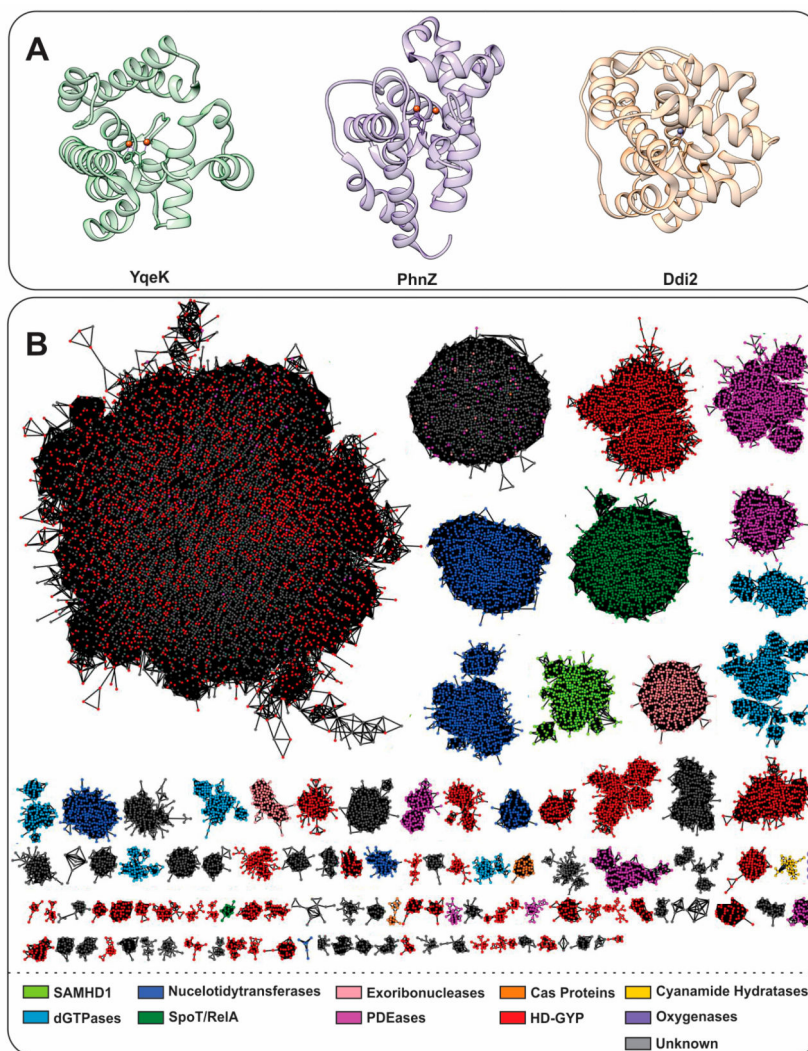 A
YqeK PhnZ Ddi2
B
SAMHD1 Nucelotidytransferases Exoribonucleases Cas Proteins Cyanamide Hydratases
dGTPases SpoT/RelA PDEases HD-GYP Oxygenases
Unknown